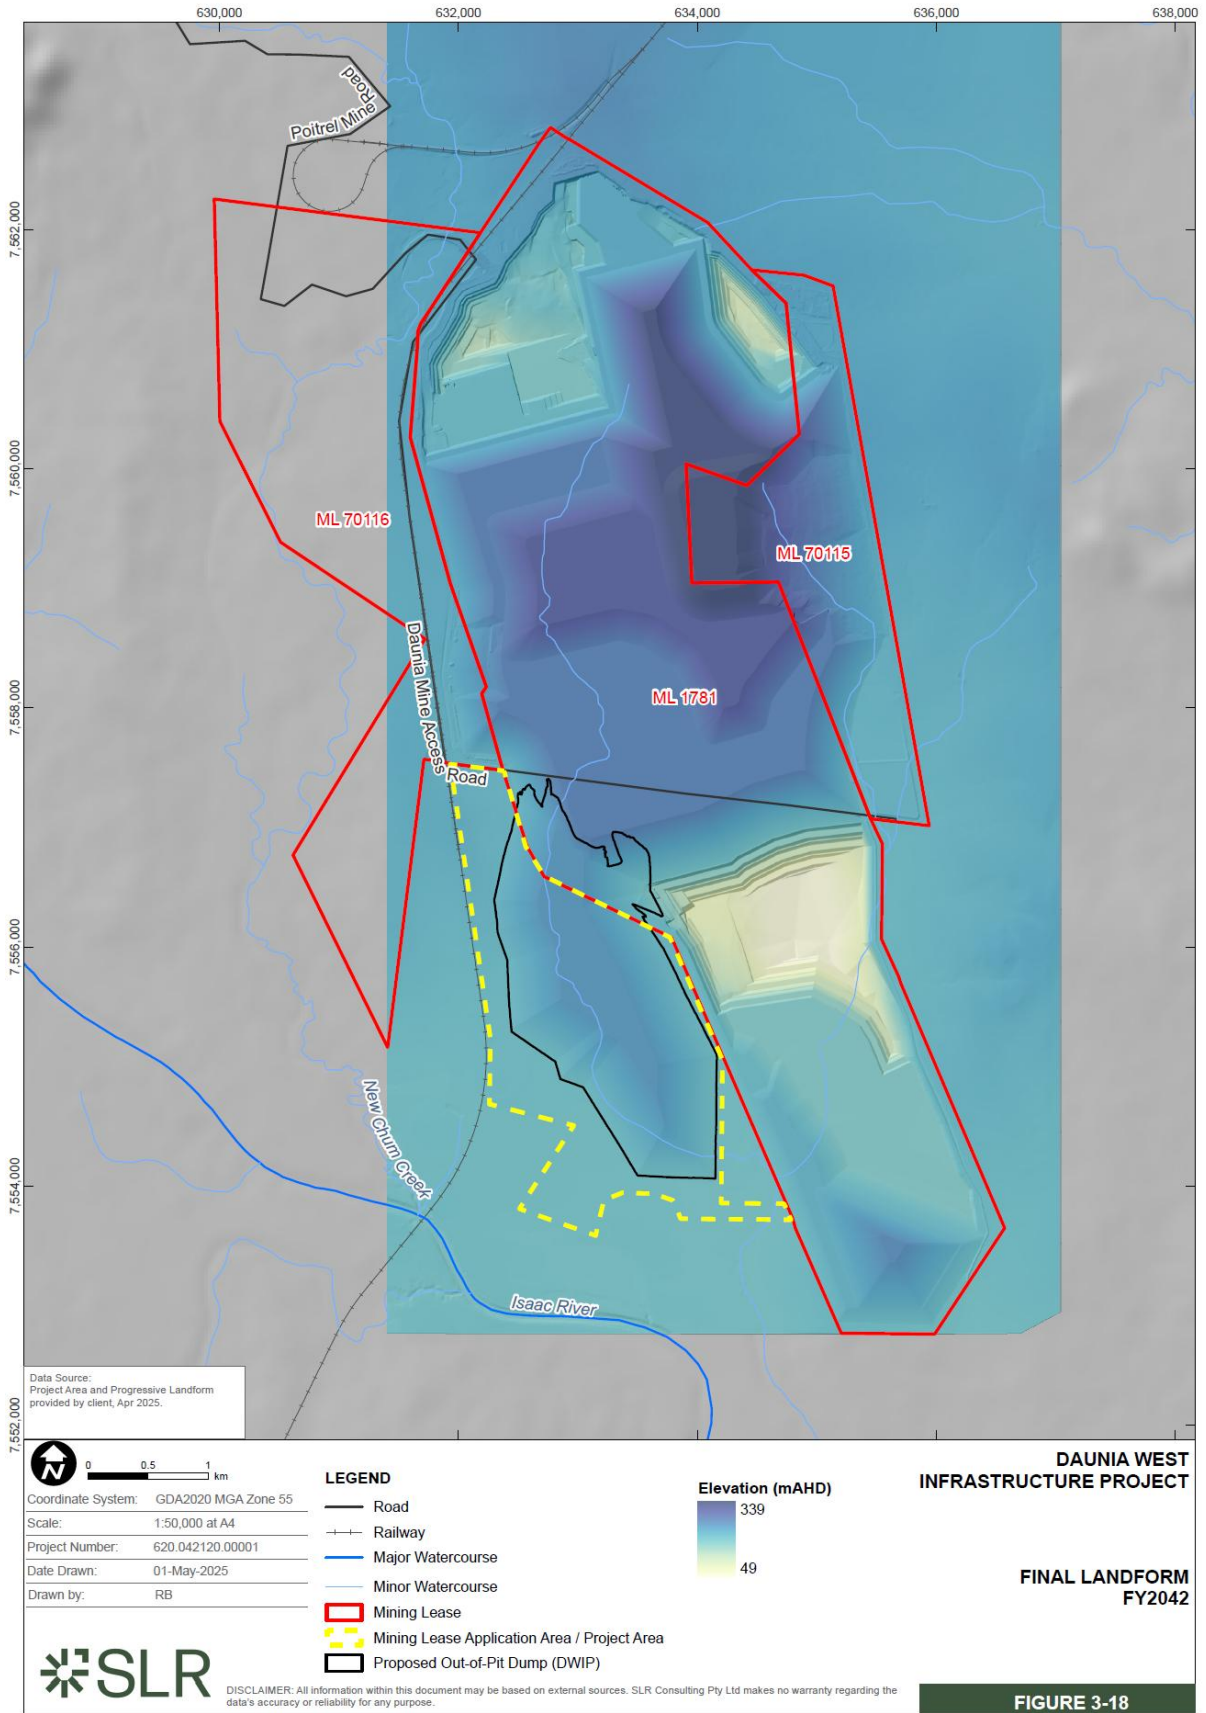 630,000
632,000
634,000
636,000
638,000
7,562,000
7,560,000
7,558,000
7,556,000
7,554,000
7,552,000
Poitrel Mine
Road
ML 70116
ML 70115
ML 1781
Daunia Mine Access
Road
New Chum Creek
Isaac River
Data Source:
Project Area and Progressive Landform
provided by client, Apr 2025.
N
0 0.5 1
km
Coordinate System: GDA2020 MGA Zone 55
Scale: 1:50,000 at A4
Project Number: 620.042120.00001
Date Drawn: 01-May-2025
Drawn by: RB
LEGEND
Road
Railway
Major Watercourse
Minor Watercourse
Mining Lease
Mining Lease Application Area / Project Area
Proposed Out-of-Pit Dump (DWIP)
Elevation (mAHD)
339
49
DAUNIA WEST
INFRASTRUCTURE PROJECT
FINAL LANDFORM
FY2042
SLR
DISCLAIMER: All information within this document may be based on external sources. SLR Consulting Pty Ltd makes no warranty regarding the
data's accuracy or reliability for any purpose.
FIGURE 3-18